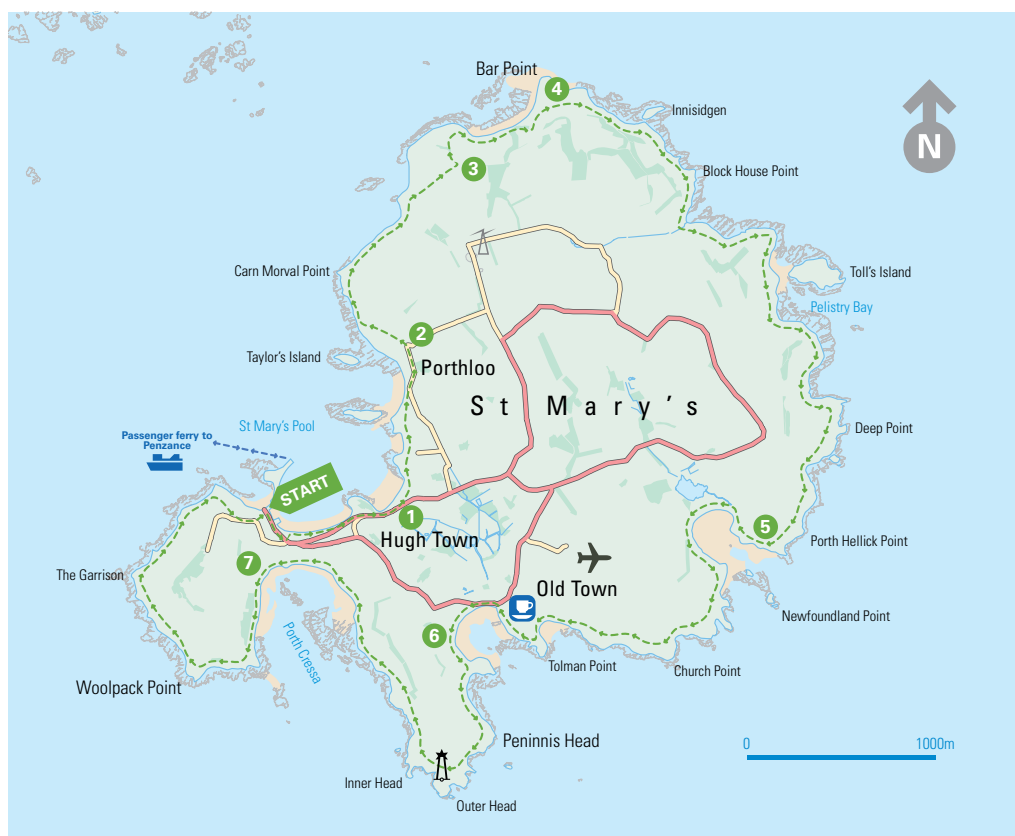 Bar Point
4
Innisidgen
N
3
Block House Point
Carn Morval Point
Toll's Island
Pelistry Bay
2
Taylor's Island
Porthloo
St Mary's
St Mary's Pool
Deep Point
Passenger ferry to
Penzance
START
1
Hugh Town
5
Porth Hellick Point
7
The Garrison
Old Town
Newfoundland Point
6
Porth Cressa
Tolman Point
Church Point
Woolpack Point
Peninnis Head
0 1000m
Inner Head
Outer Head